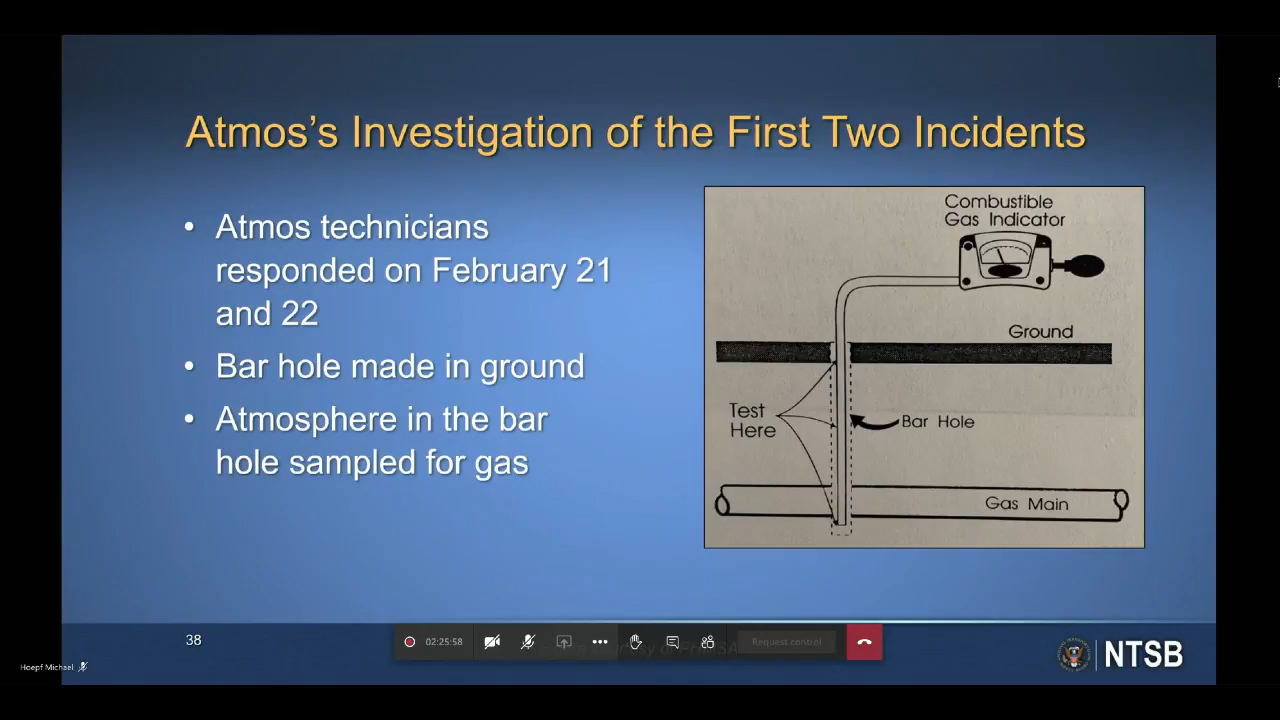 Atmos's Investigation of the First Two Incidents
• Atmos technicians
responded on February 21
and 22
• Bar hole made in ground
• Atmosphere in the bar
hole sampled for gas
Combustible
Gas Indicator
Ground
Test
Here
Bar Hole
Gas Main
38
02:25:58
Request control
NTSB
Hoepf Michael